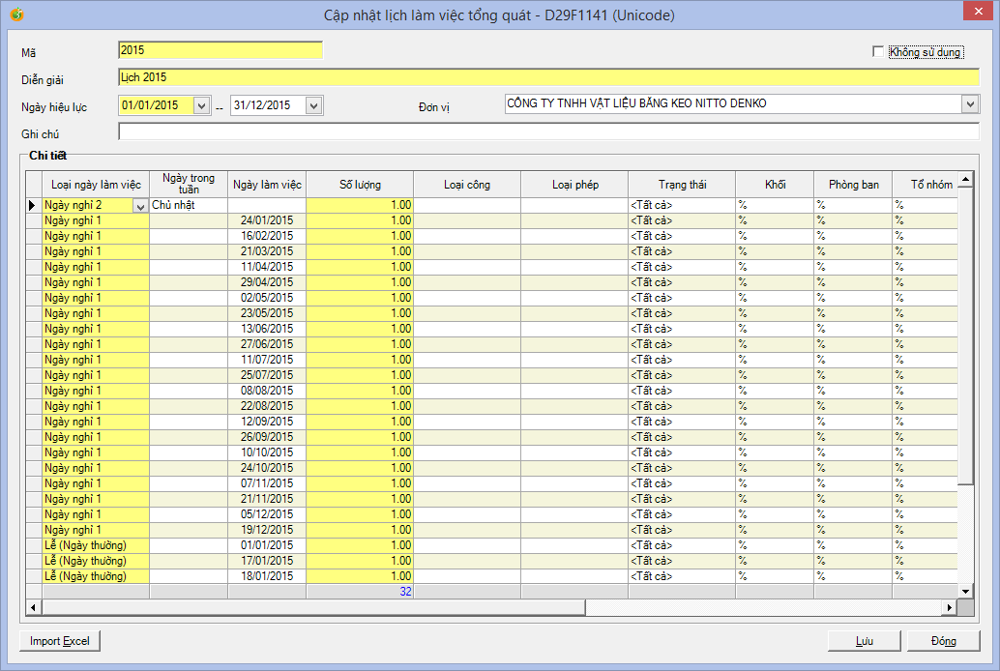 Cập nhật lịch làm việc tổng quát - D29F1141 (Unicode)
Mã 2015 Không sử dụng
Diễn giải Lịch 2015
Ngày hiệu lực 01/01/2015 -- 31/12/2015 Đơn vị CÔNG TY TNHH VẬT LIỆU BĂNG KEO NITTO DENKO
Ghi chú
Chi tiết
Loại ngày làm việc Ngày trong tuần Ngày làm việc Số lượng Loại công Loại phép Trạng thái Khối Phòng ban Tổ nhóm
Ngày nghỉ 2 Chủ nhật 1.00 <Tất cả> % % %
Ngày nghỉ 1 24/01/2015 1.00 <Tất cả> % % %
Ngày nghỉ 1 16/02/2015 1.00 <Tất cả> % % %
Ngày nghỉ 1 21/03/2015 1.00 <Tất cả> % % %
Ngày nghỉ 1 11/04/2015 1.00 <Tất cả> % % %
Ngày nghỉ 1 29/04/2015 1.00 <Tất cả> % % %
Ngày nghỉ 1 02/05/2015 1.00 <Tất cả> % % %
Ngày nghỉ 1 23/05/2015 1.00 <Tất cả> % % %
Ngày nghỉ 1 13/06/2015 1.00 <Tất cả> % % %
Ngày nghỉ 1 27/06/2015 1.00 <Tất cả> % % %
Ngày nghỉ 1 11/07/2015 1.00 <Tất cả> % % %
Ngày nghỉ 1 25/07/2015 1.00 <Tất cả> % % %
Ngày nghỉ 1 08/08/2015 1.00 <Tất cả> % % %
Ngày nghỉ 1 22/08/2015 1.00 <Tất cả> % % %
Ngày nghỉ 1 12/09/2015 1.00 <Tất cả> % % %
Ngày nghỉ 1 26/09/2015 1.00 <Tất cả> % % %
Ngày nghỉ 1 10/10/2015 1.00 <Tất cả> % % %
Ngày nghỉ 1 24/10/2015 1.00 <Tất cả> % % %
Ngày nghỉ 1 07/11/2015 1.00 <Tất cả> % % %
Ngày nghỉ 1 21/11/2015 1.00 <Tất cả> % % %
Ngày nghỉ 1 05/12/2015 1.00 <Tất cả> % % %
Ngày nghỉ 1 19/12/2015 1.00 <Tất cả> % % %
Lễ (Ngày thường) 01/01/2015 1.00 <Tất cả> % % %
Lễ (Ngày thường) 17/01/2015 1.00 <Tất cả> % % %
Lễ (Ngày thường) 18/01/2015 1.00 <Tất cả> % % %
32
Import Excel Lưu Đóng